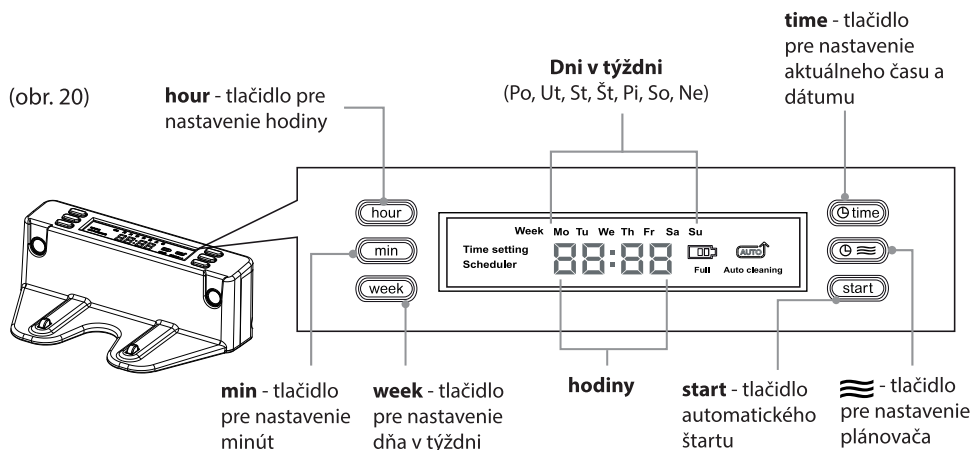 (obr. 20)
hour - tlačidlo pre
nastavenie hodiny
Dni v týždni
(Po, Ut, St, Št, Pi, So, Ne)
time - tlačidlo
pre nastavenie
aktuálneho času a
dátumu
hour
min
week
Week Mo Tu We Th Fr Sa Su
Time setting
Scheduler
88:88
Full
AUTO
Auto cleaning
time
start
min - tlačidlo
pre nastavenie
minút
week - tlačidlo
pre nastavenie
dňa v týždni
hodiny
start - tlačidlo
automatického
štartu
- tlačidlo
pre nastavenie
plánovača